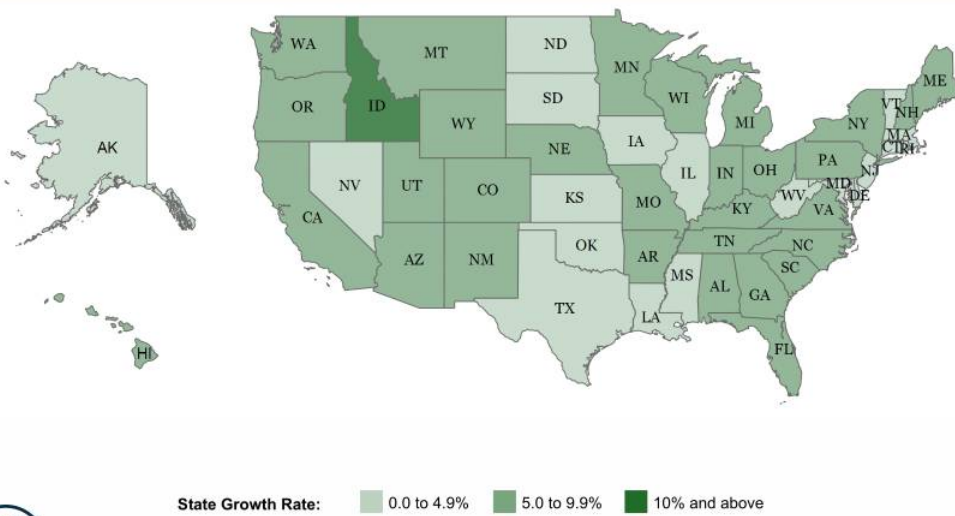 WA
MT
ND
MN
ME
OR
ID
SD
WI
VT
NH
WY
MI
NY
MA
CT
RI
AK
NE
IA
PA
NJ
NV
UT
CO
IL
IN
OH
MD
DE
WV
KS
MO
KY
VA
CA
TN
NC
AZ
NM
OK
AR
SC
MS
AL
GA
TX
LA
FL
HI
State Growth Rate: 0.0 to 4.9% 5.0 to 9.9% 10% and above